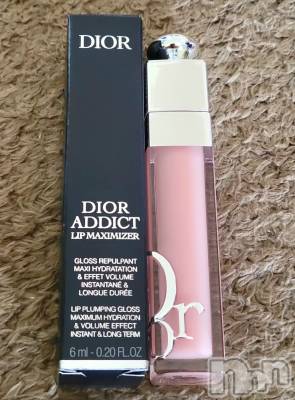 DIOR
DIOR
ADDICT
LIP MAXIMIZER
GLOSS REPULPANT
MAXI HYDRATATION
& EFFET VOLUME
INSTANTANÉ &
LONGUE DURÉE
LIP PLUMPING GLOSS
MAXIMUM HYDRATION
& VOLUME EFFECT
INSTANT & LONG TERM
6 ml - 0.20 FL.OZ